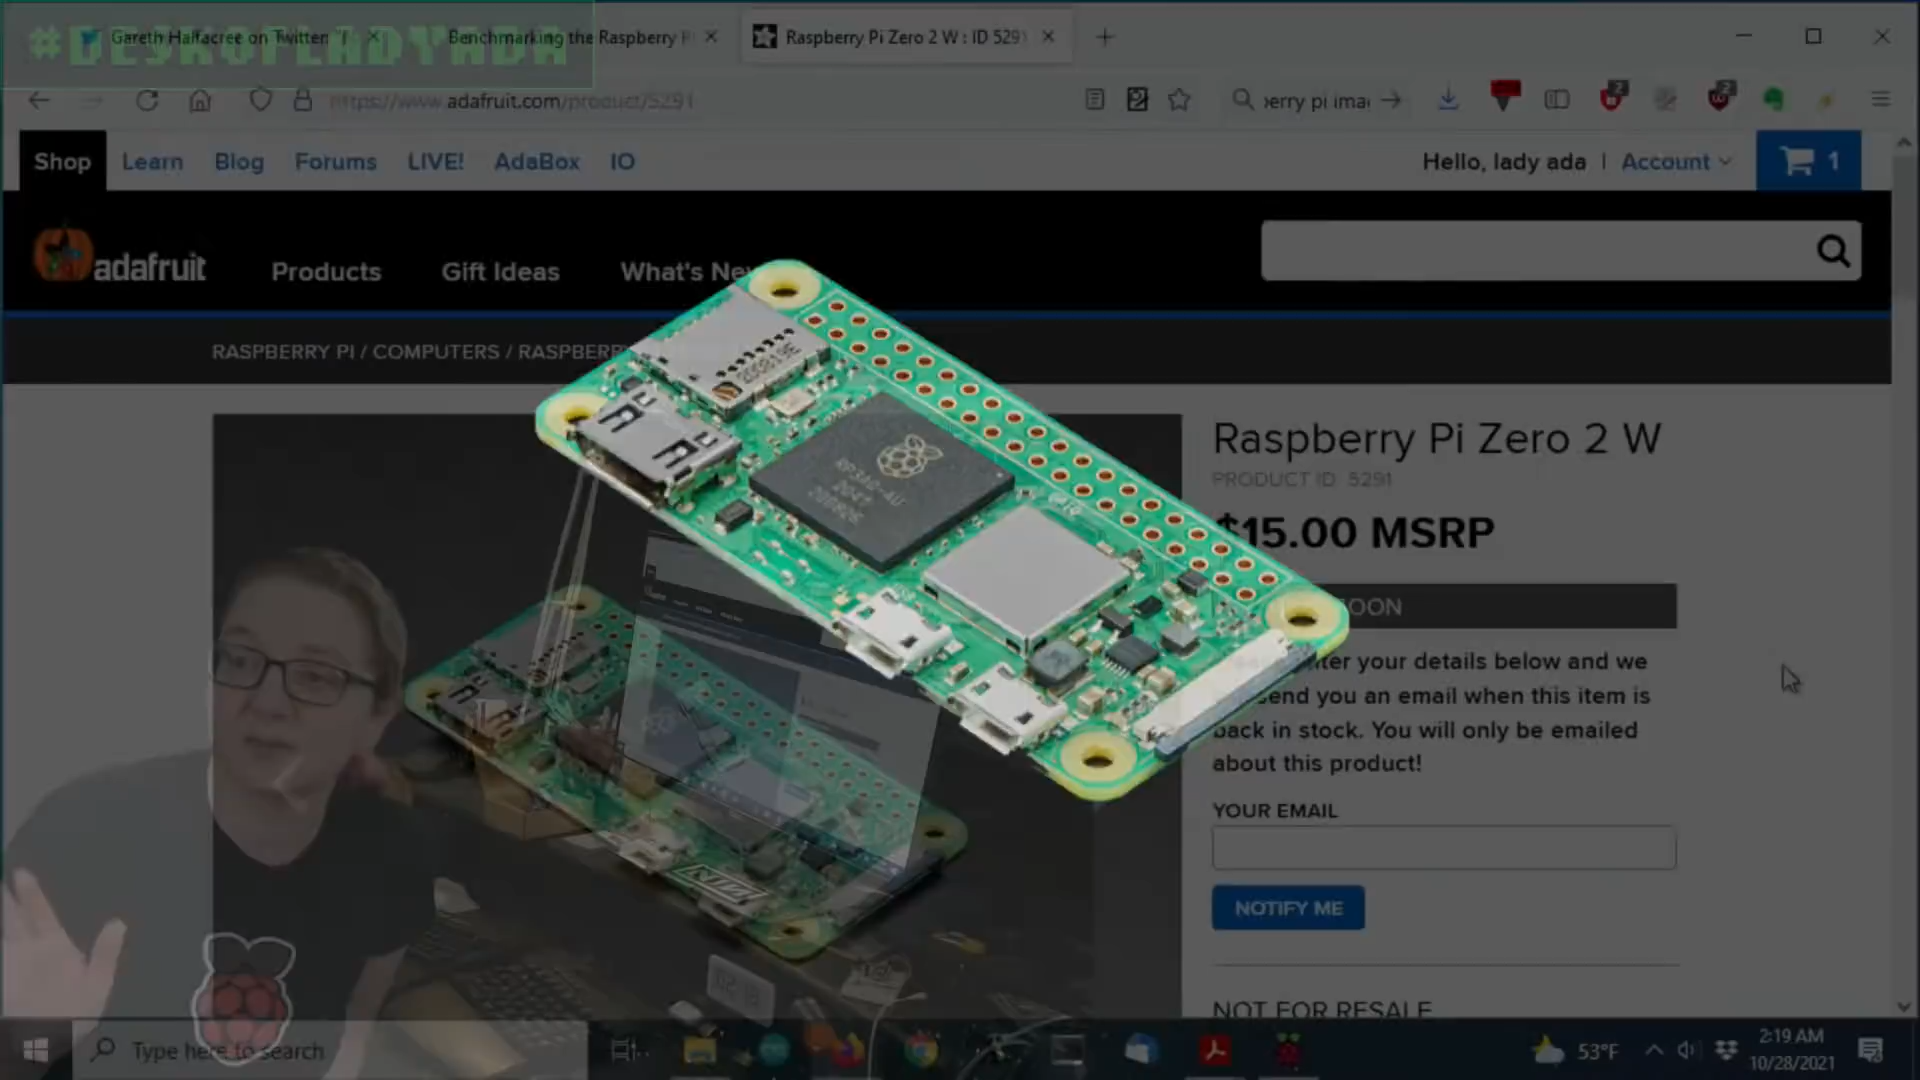 #DESKOFLADYADA
Gareth Halfacree on Twitter: "
Benchmarking the Raspberry P
Raspberry Pi Zero 2 W : ID 5291
https://www.adafruit.com/product/5291
erry pi ima
2
2
Shop Learn Blog Forums LIVE! AdaBox IO
Hello, lady ada | Account
1
adafruit
Products Gift Ideas What's New
RASPBERRY PI / COMPUTERS / RASPBERR
Raspberry Pi Zero 2 W
PRODUCT ID: 5291
$15.00 MSRP
OON
ter your details below and we
send you an email when this item is
back in stock. You will only be emailed
about this product!
YOUR EMAIL
NOTIFY ME
NOT FOR RESALE
Type here to search
53°F
2:19 AM
10/28/2021